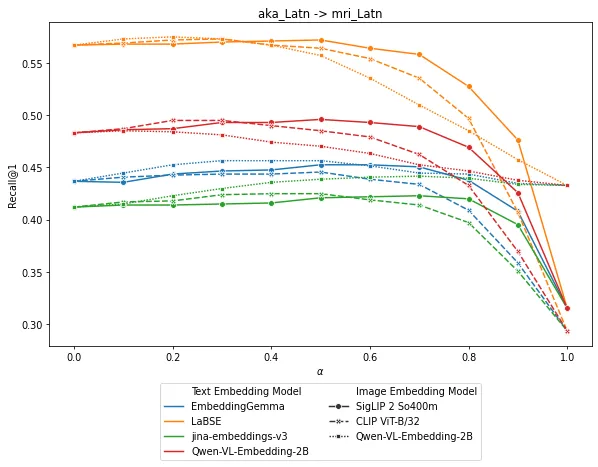 aka_Latn -> mri_Latn
Recall@1
0.55
0.50
0.45
0.40
0.35
0.30
0.0 0.2 0.4 0.6 0.8 1.0
α
Text Embedding Model Image Embedding Model
EmbeddingGemma SigLIP 2 So400m
LaBSE CLIP ViT-B/32
jina-embeddings-v3 Qwen-VL-Embedding-2B
Qwen-VL-Embedding-2B